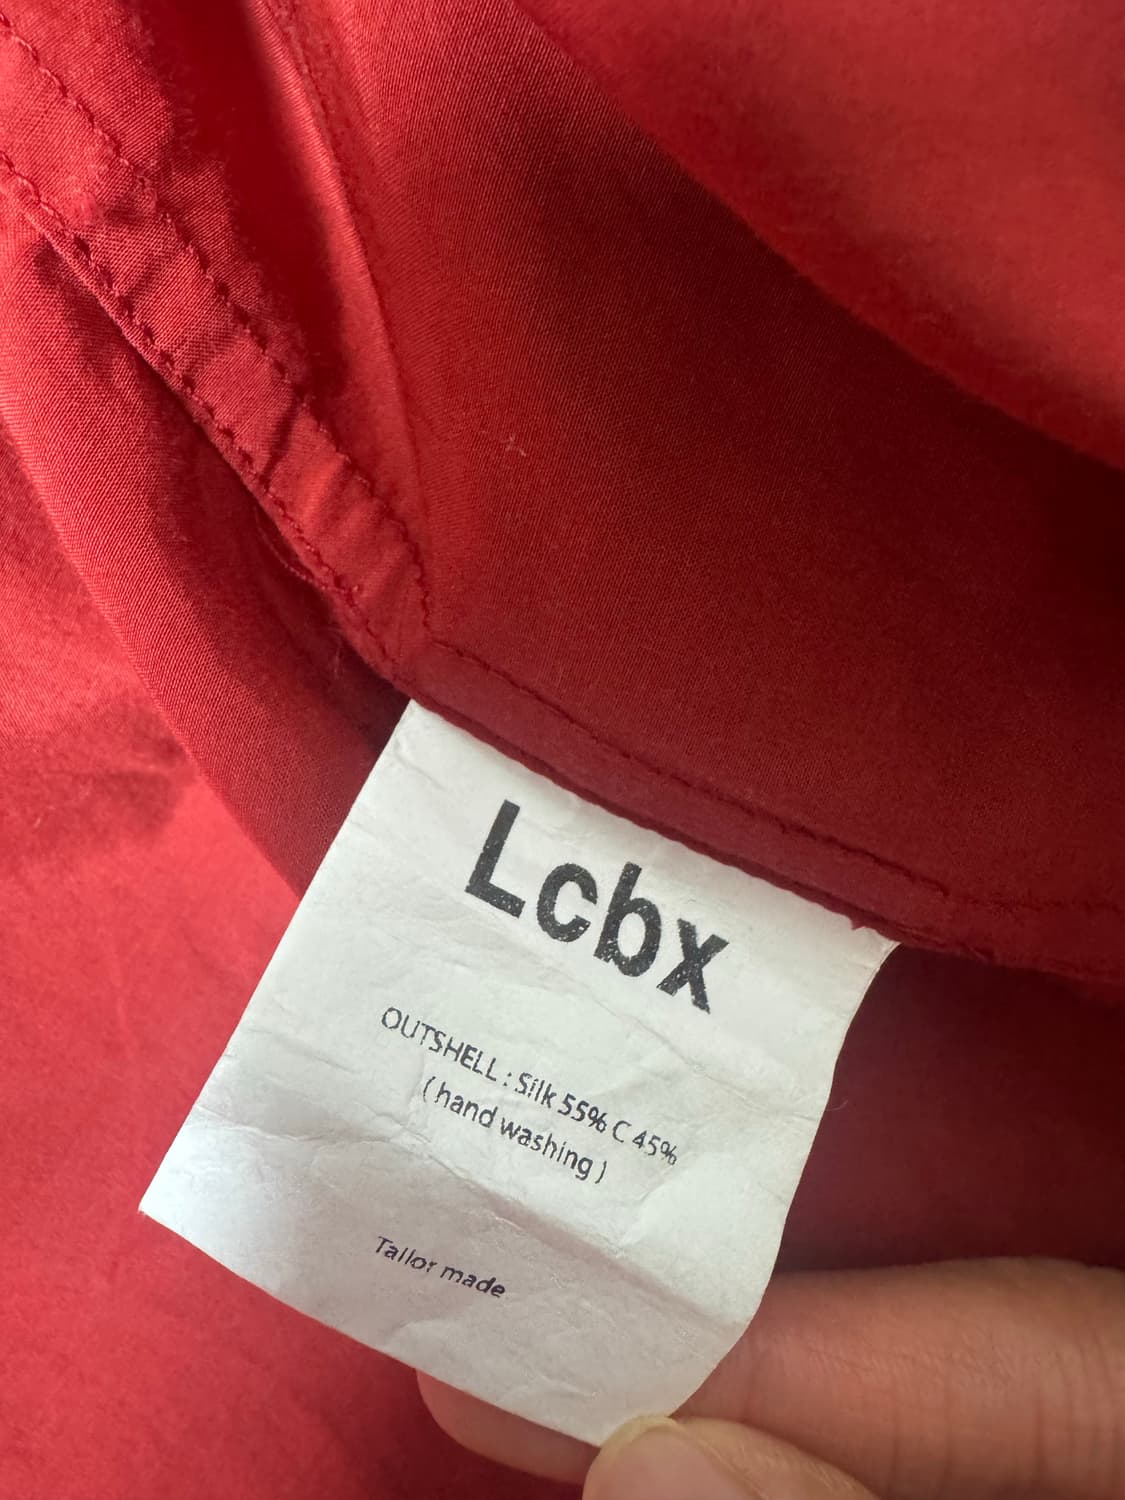 Lcbx
OUTSHELL : Silk 55% C 45%
( hand washing )
Tailor made